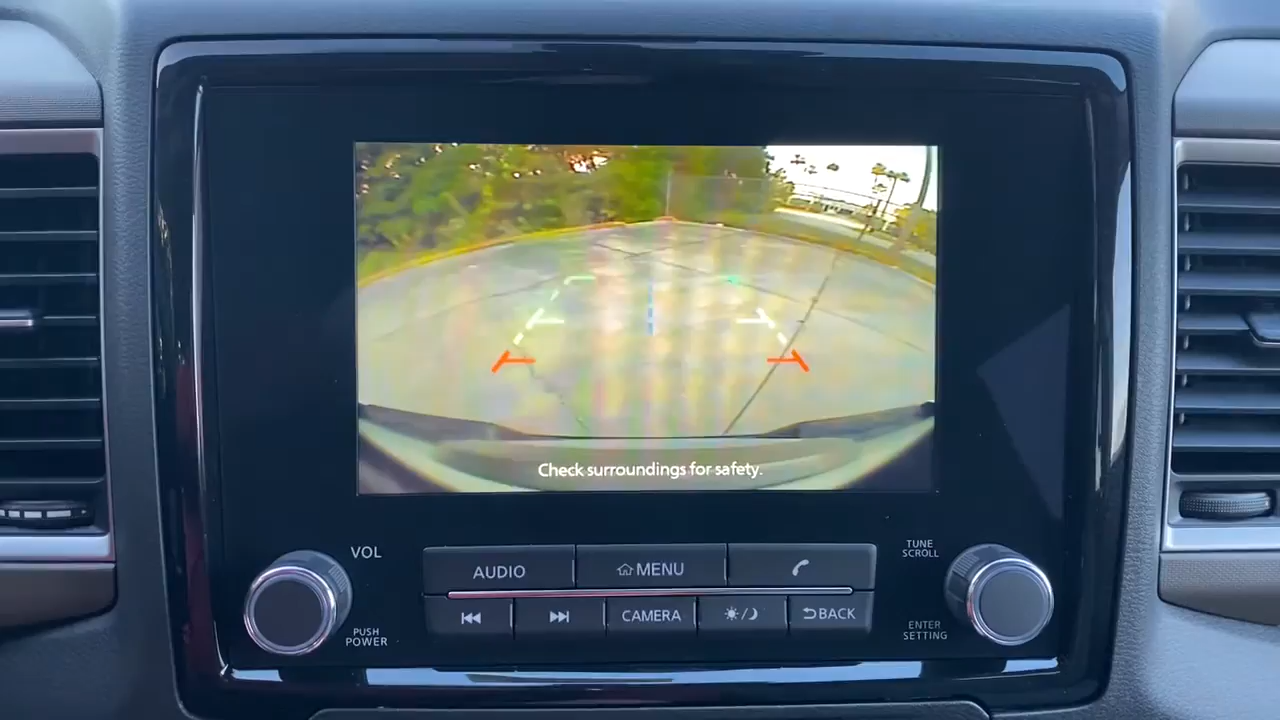 Check surroundings for safety.
VOL
TUNE
SCROLL
AUDIO
MENU
CAMERA
BACK
PUSH
POWER
ENTER
SETTING